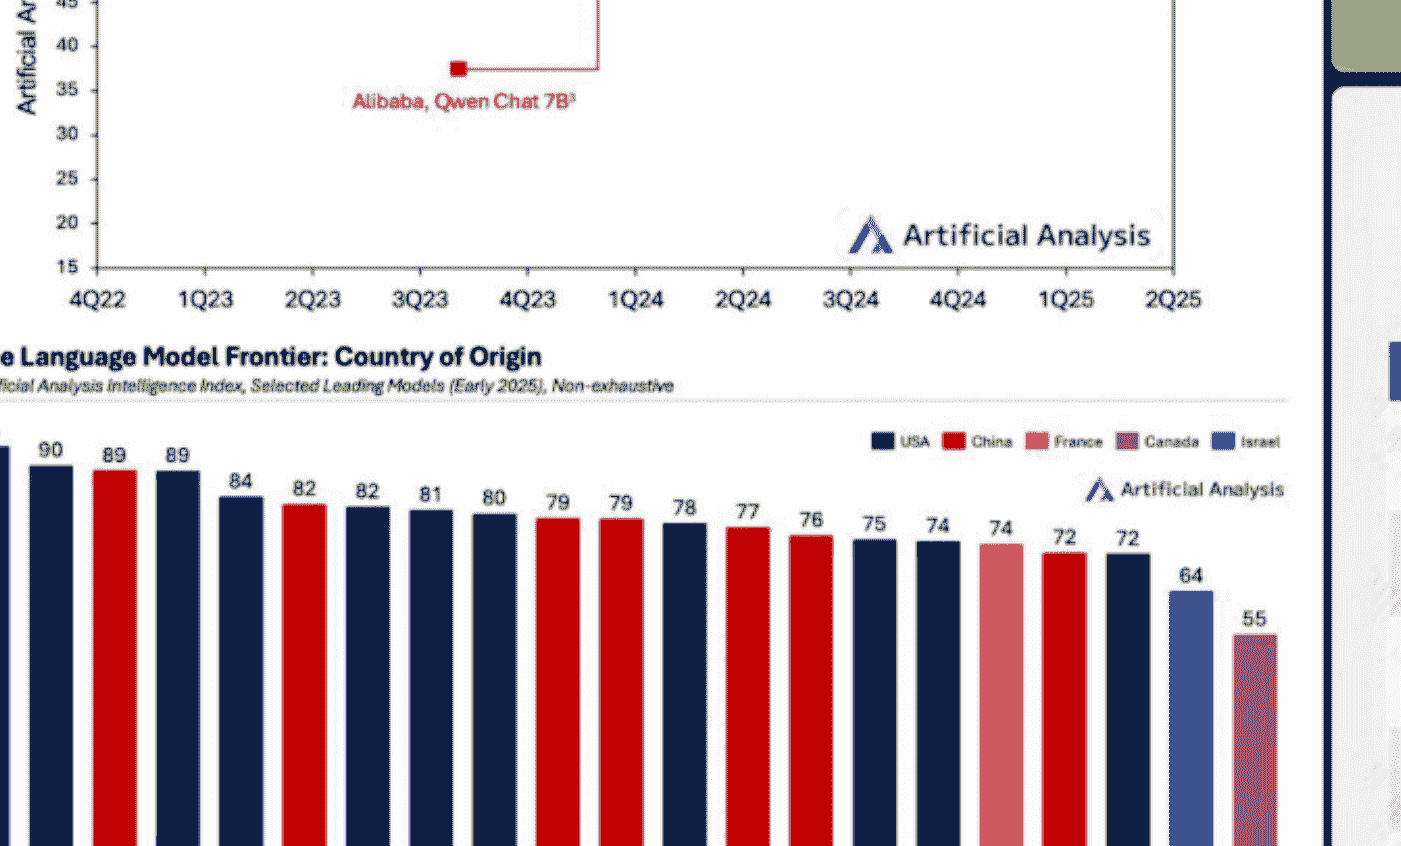 Artificial Ar
45
40
35
30
25
20
15
Alibaba, Qwen Chat 7B³
Artificial Analysis
4Q22 1Q23 2Q23 3Q23 4Q23 1Q24 2Q24 3Q24 4Q24 1Q25 2Q25
e Language Model Frontier: Country of Origin
ficial Analysis Intelligence Index, Selected Leading Models (Early 2025), Non-exhaustive
USA China France Canada Israel
Artificial Analysis
90 89 89 84 82 82 81 80 79 79 78 77 76 75 74 74 72 72 64 55